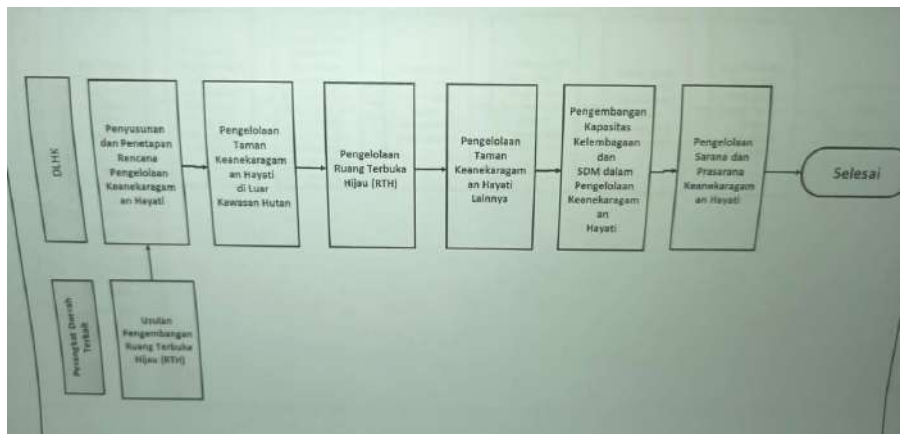 DLHK
Penyusunan
dan Penetapan
Rencana
Pengelolaan
Keanekaragam
an Hayati
Pengelolaan
Taman
Keanekaragam
an Hayati
di Luar
Kawasan Hutan
Pengelolaan
Ruang Terbuka
Hijau (RTH)
Pengelolaan
Taman
Keanekaragam
an Hayati
Lainnya
Pengembangan
Kapasitas
Kelembagaan
dan
SDM dalam
Pengelolaan
Keanekaragam
an
Hayati
Pengelolaan
Sarana dan
Prasarana
Keanekaragam
an Hayati
Selesai
Perangkat Daerah
Terkait
Usulan
Pengembangan
Ruang Terbuka
Hijau (RTH)